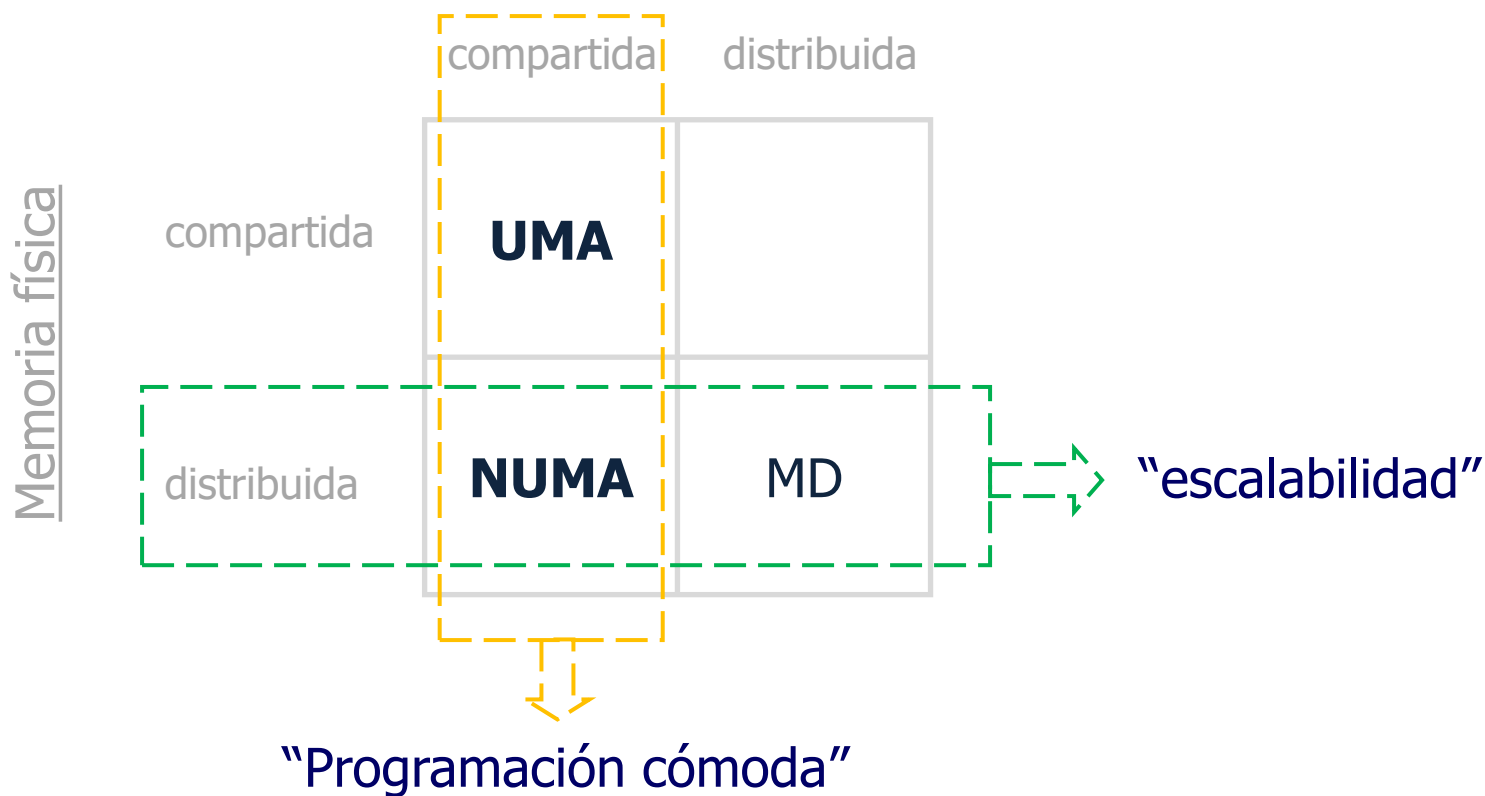 compartida distribuida
Memoria física
compartida
UMA
distribuida
NUMA
MD
“escalabilidad”
“Programación cómoda”